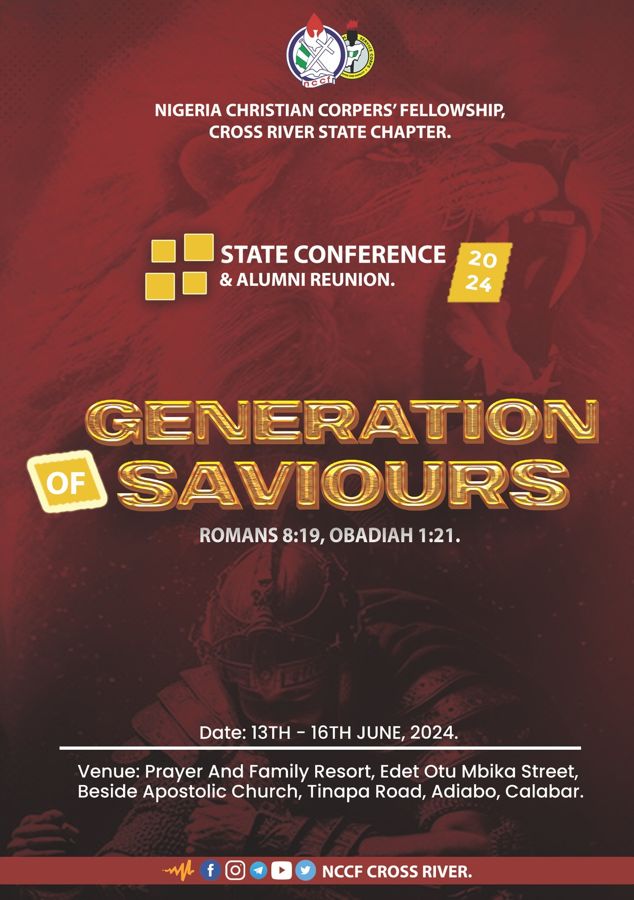 nccf
NIGERIA CHRISTIAN CORPERS' FELLOWSHIP,
CROSS RIVER STATE CHAPTER.
STATE CONFERENCE
& ALUMNI REUNION.
20
24
GENERATION
OF SAVIOURS
ROMANS 8:19, OBADIAH 1:21.
Date: 13TH - 16TH JUNE, 2024.
Venue: Prayer And Family Resort, Edet Otu Mbika Street,
Beside Apostolic Church, Tinapa Road, Adiabo, Calabar.
NCCF CROSS RIVER.